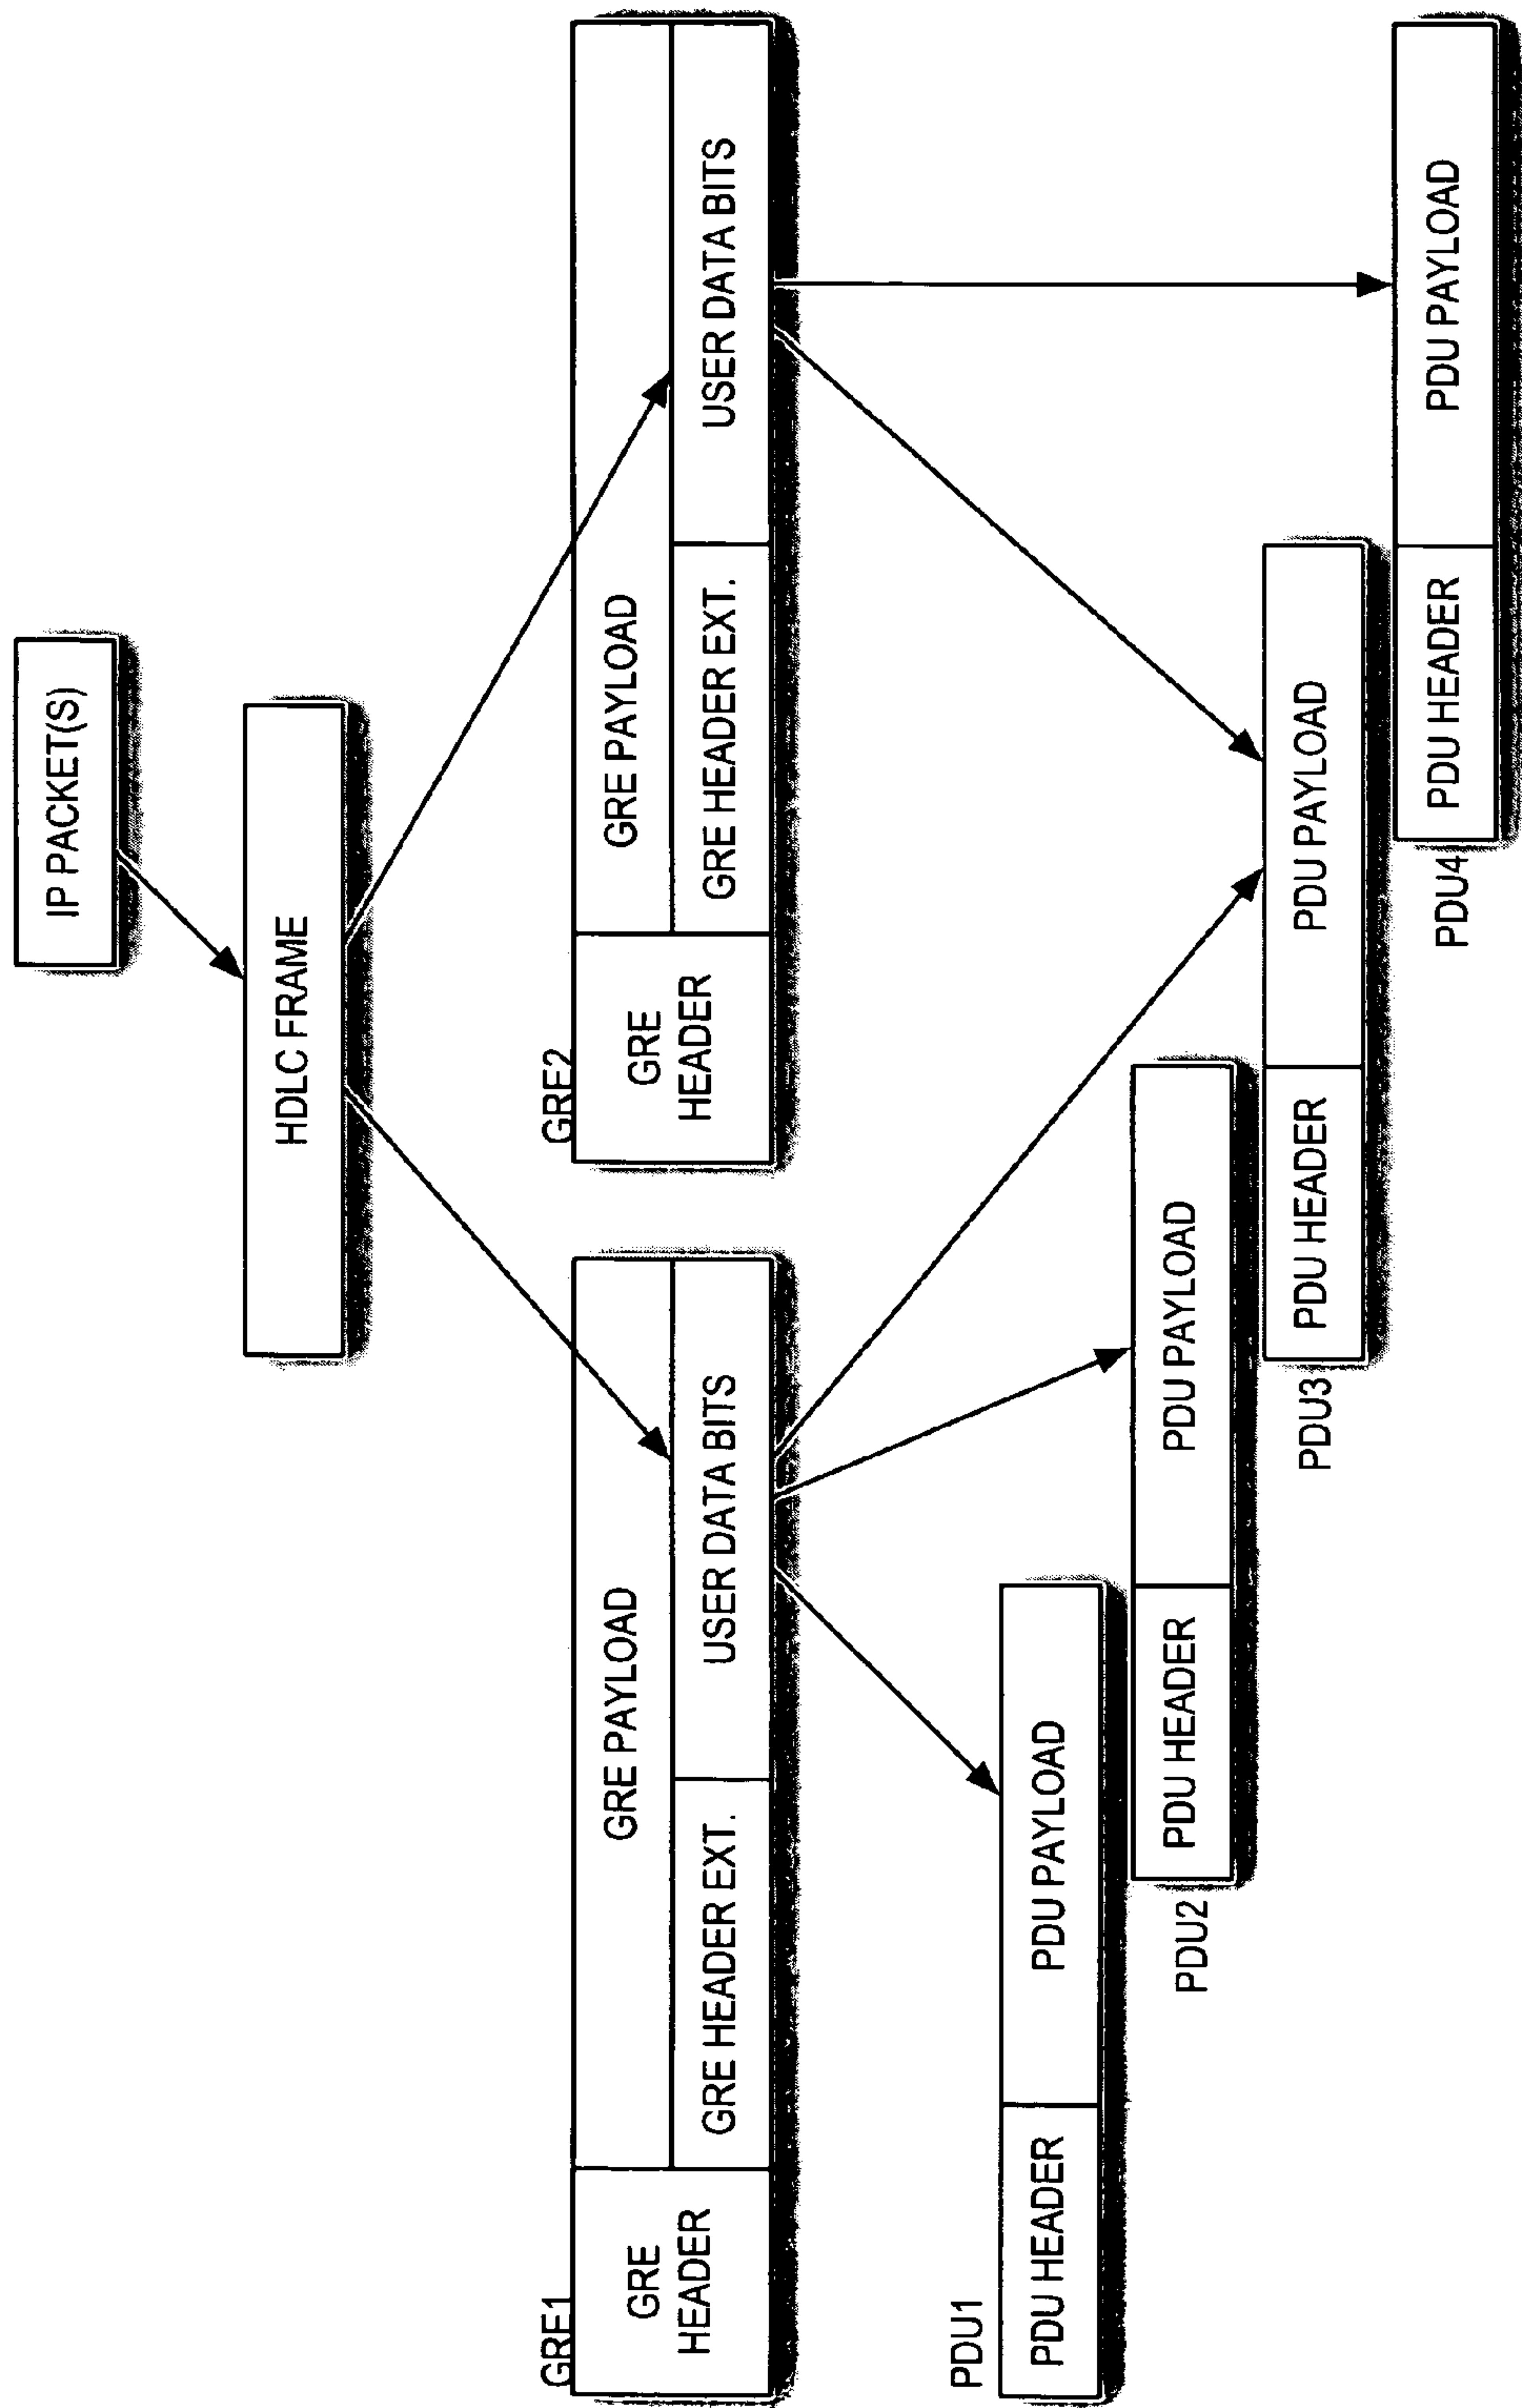 IP PACKET(S)
HDLC FRAME
GRE1
GRE
HEADER
GRE PAYLOAD
GRE HEADER EXT.
USER DATA BITS
GRE2
GRE
HEADER
GRE PAYLOAD
GRE HEADER EXT.
USER DATA BITS
PDU1
PDU HEADER
PDU PAYLOAD
PDU2
PDU HEADER
PDU PAYLOAD
PDU3
PDU HEADER
PDU PAYLOAD
PDU4
PDU HEADER
PDU PAYLOAD